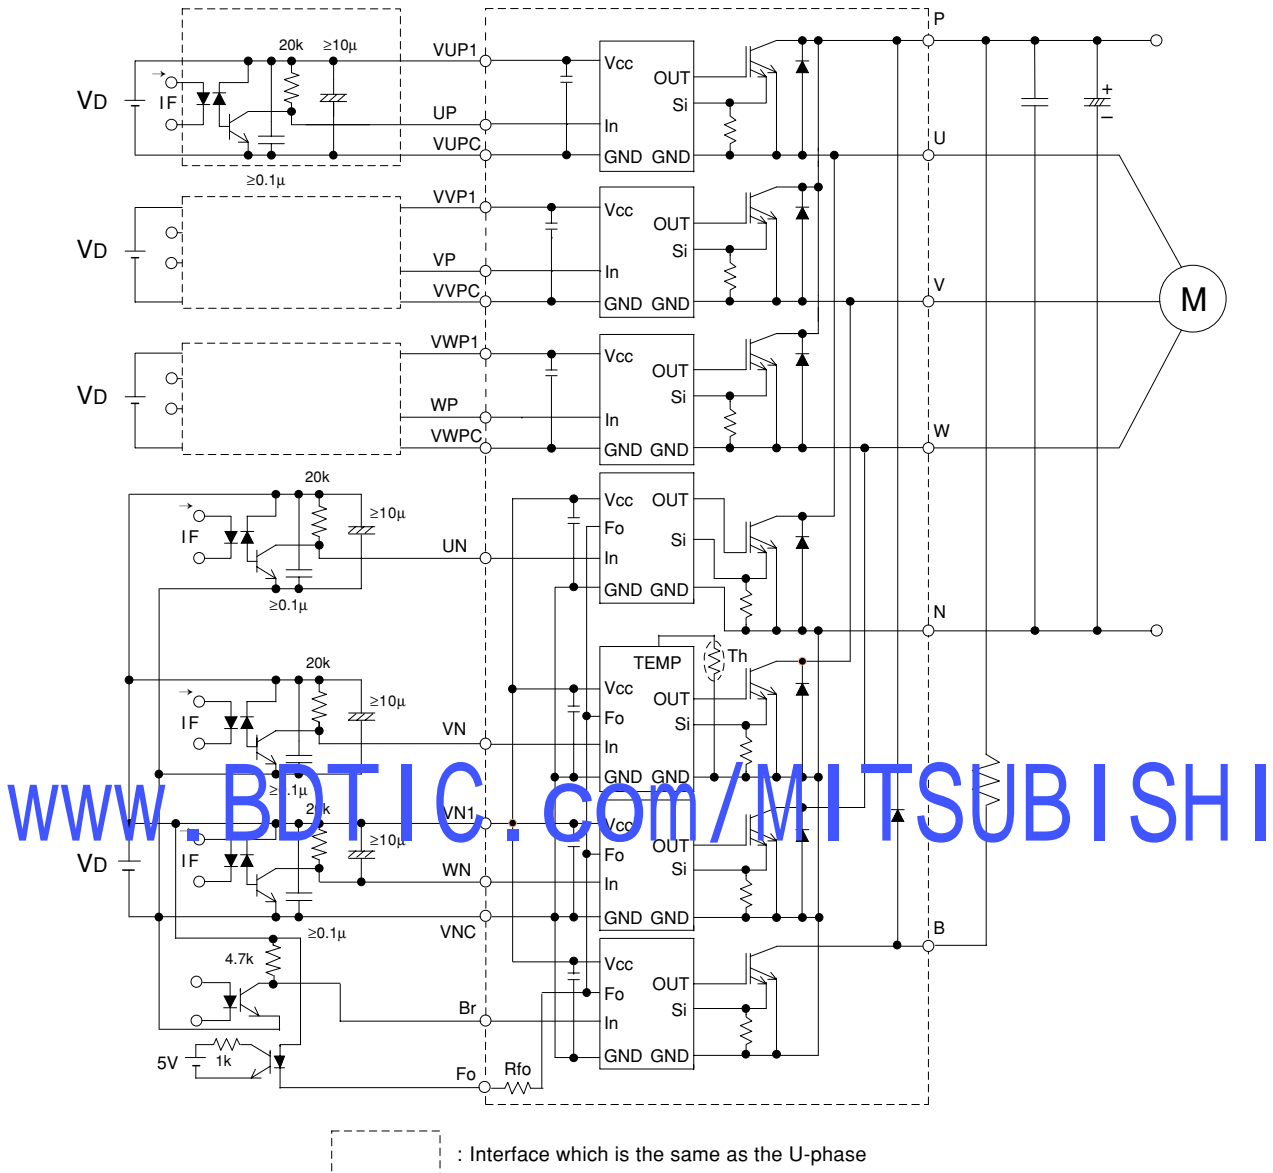 P
20k
≥10µ
VUP1
Vcc
OUT
VD
IF
Si
+
–
UP
In
U
VUPC
GND GND
≥0.1µ
VVP1
Vcc
OUT
VD
Si
VP
In
V
VVPC
GND GND
M
VWP1
Vcc
OUT
VD
Si
WP
In
W
VWPC
GND GND
20k
≥10µ
Vcc
OUT
IF
Fo
Si
UN
In
GND GND
≥0.1µ
N
20k
TEMP
Th
≥10µ
Vcc
OUT
IF
Fo
Si
VN
In
GND GND
≥0.1µ
www.BDTIC.com/MITSUBISHI
20k
VN1
Vcc
≥10µ
OUT
VD
IF
Fo
Si
WN
In
GND GND
VNC
≥0.1µ
B
4.7k
Vcc
OUT
Fo
Br
Si
In
5V
1k
GND GND
Fo
Rfo
: Interface which is the same as the U-phase